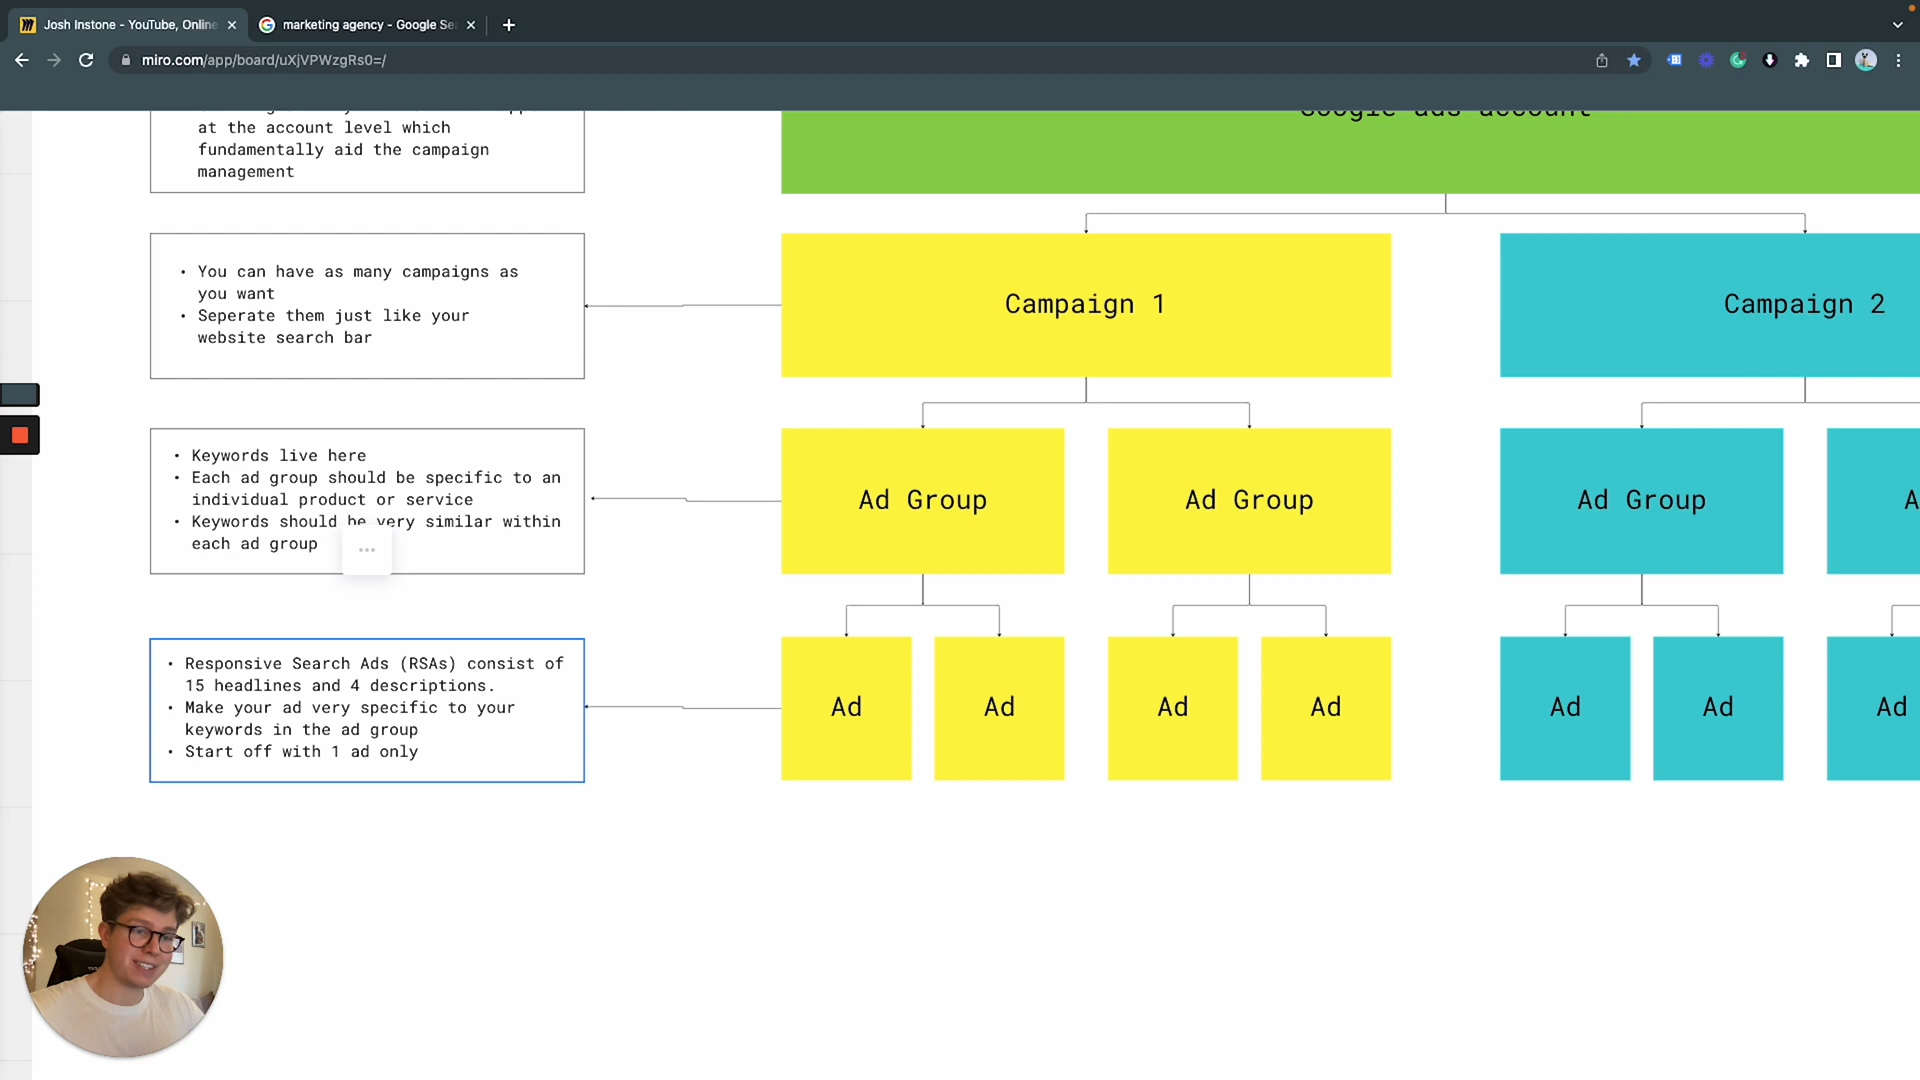 Josh Instone - YouTube, Online
marketing agency - Google Se
miro.com/app/board/uXjVPWzgRs0=/
at the account level which
fundamentally aid the campaign
management
Google ads account
• You can have as many campaigns as
you want
• Seperate them just like your
website search bar
Campaign 1
Campaign 2
• Keywords live here
• Each ad group should be specific to an
individual product or service
• Keywords should be very similar within
each ad group
Ad Group
Ad Group
Ad Group
A
• Responsive Search Ads (RSAs) consist of
15 headlines and 4 descriptions.
• Make your ad very specific to your
keywords in the ad group
• Start off with 1 ad only
Ad
Ad
Ad
Ad
Ad
Ad
Ad